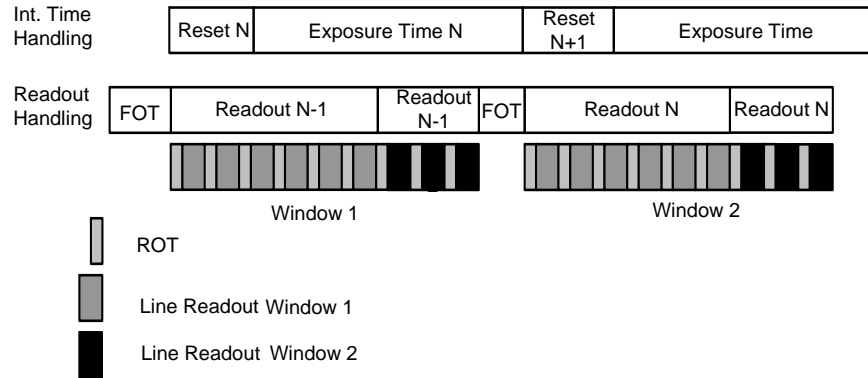 Int. Time
Handling
Reset N
Exposure Time N
Reset
N+1
Exposure Time
Readout
Handling
FOT
Readout N-1
Readout
N-1
FOT
Readout N
Readout N
Window 1
Window 2
ROT
Line Readout Window 1
Line Readout Window 2